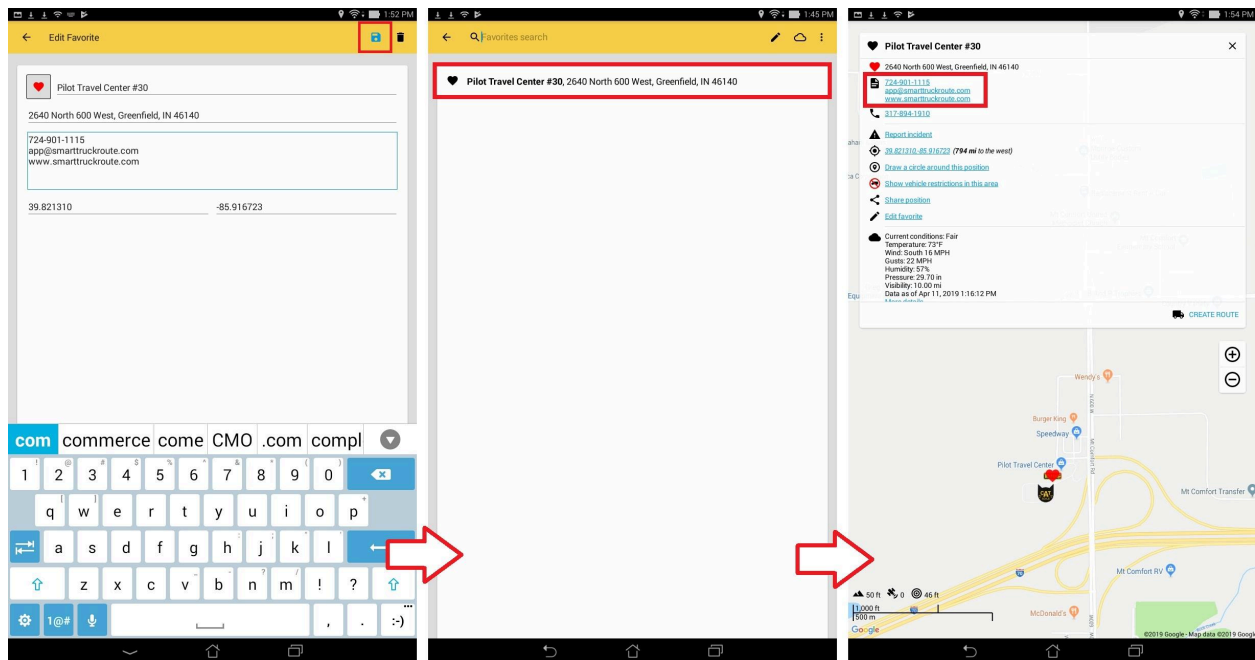 1:52 PM
Edit Favorite
Pilot Travel Center #30
2640 North 600 West, Greenfield, IN 46140
724-901-1115
app@smarttruckroute.com
www.smarttruckroute.com
39.821310 -85.916723
com commerce come CMO .com compl
1 2 3 4 5 6 7 8 9 0
q w e r t y u i o p
a s d f g h j k l
z x c v b n m ! ?
1@# , . :-)
1:45 PM
Favorites search
Pilot Travel Center #30, 2640 North 600 West, Greenfield, IN 46140
1:54 PM
Pilot Travel Center #30
2640 North 600 West, Greenfield, IN 46140
724-901-1115
app@smarttruckroute.com
www.smarttruckroute.com
317-894-1910
Report incident
39.821310,-85.916723 (794 mi to the west)
Draw a circle around this position
Show vehicle restrictions in this area
Share position
Edit favorite
Current conditions: Fair
Temperature: 73°F
Wind: South 16 MPH
Gusts: 22 MPH
Humidity: 57%
Pressure: 29.70 in
Visibility: 10.00 mi
Data as of Apr 11, 2019 1:16:12 PM
More details
CREATE ROUTE
Wendy's
N 600 W
Burger King
Speedway
Mt Comfort Rd
Pilot Travel Center
CAT
Mt Comfort Transfer
Mt Comfort RV
50 ft 0 46 ft
1,000 ft
500 m
McDonald's
Google
©2019 Google - Map data ©2019 Google